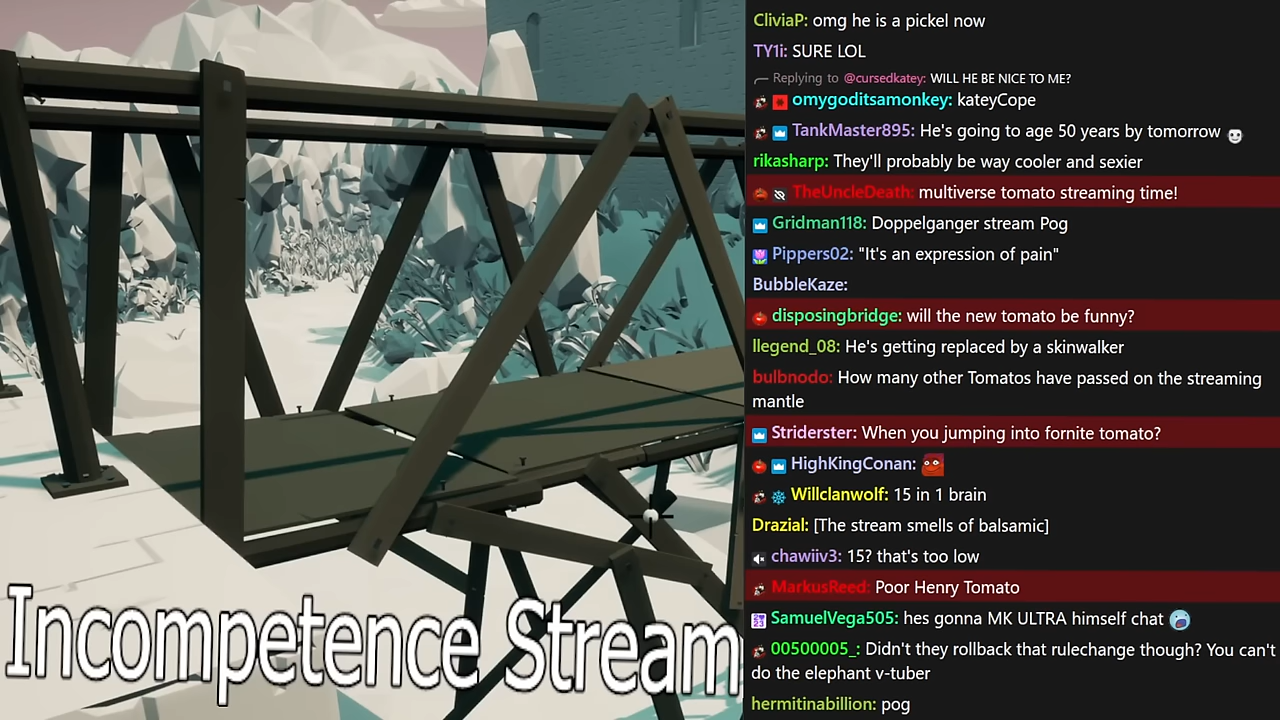 CliviaP: omg he is a pickel now
TY1i: SURE LOL
Replying to @cursedkatey: WILL HE BE NICE TO ME?
omygoditsamonkey: kateyCope
TankMaster895: He's going to age 50 years by tomorrow
rikasharp: They'll probably be way cooler and sexier
TheUncleDeath: multiverse tomato streaming time!
Gridman118: Doppelganger stream Pog
Pippers02: "It's an expression of pain"
BubbleKaze:
disposingbridge: will the new tomato be funny?
llegend_08: He's getting replaced by a skinwalker
bulbnodo: How many other Tomatos have passed on the streaming
mantle
Striderster: When you jumping into fornite tomato?
HighKingConan:
Willclanwolf: 15 in 1 brain
Drazial: [The stream smells of balsamic]
chawiiv3: 15? that's too low
MarkusReed: Poor Henry Tomato
SamuelVega505: hes gonna MK ULTRA himself chat
00500005_: Didn't they rollback that rulechange though? You can't
do the elephant v-tuber
hermitinabillion: pog
Incompetence Stream